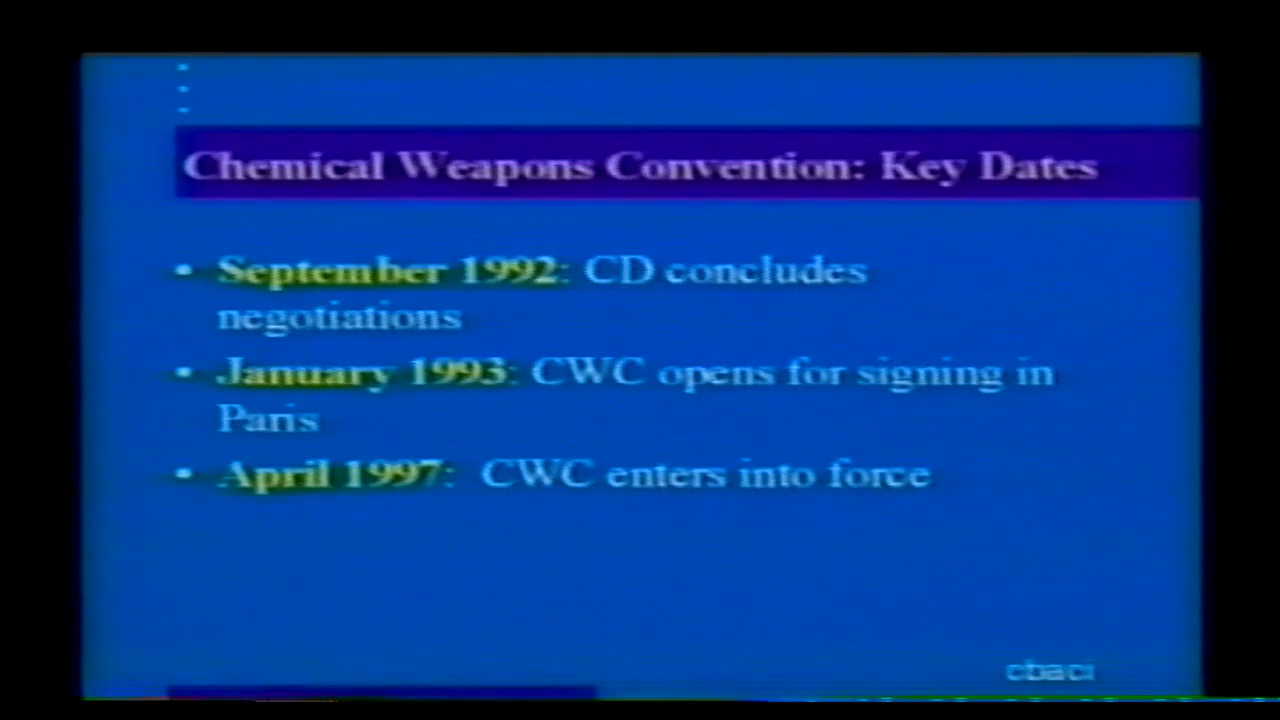 Chemical Weapons Convention: Key Dates
• September 1992: CD concludes
negotiations
• January 1993: CWC opens for signing in
Paris
• April 1997: CWC enters into force
cbaci